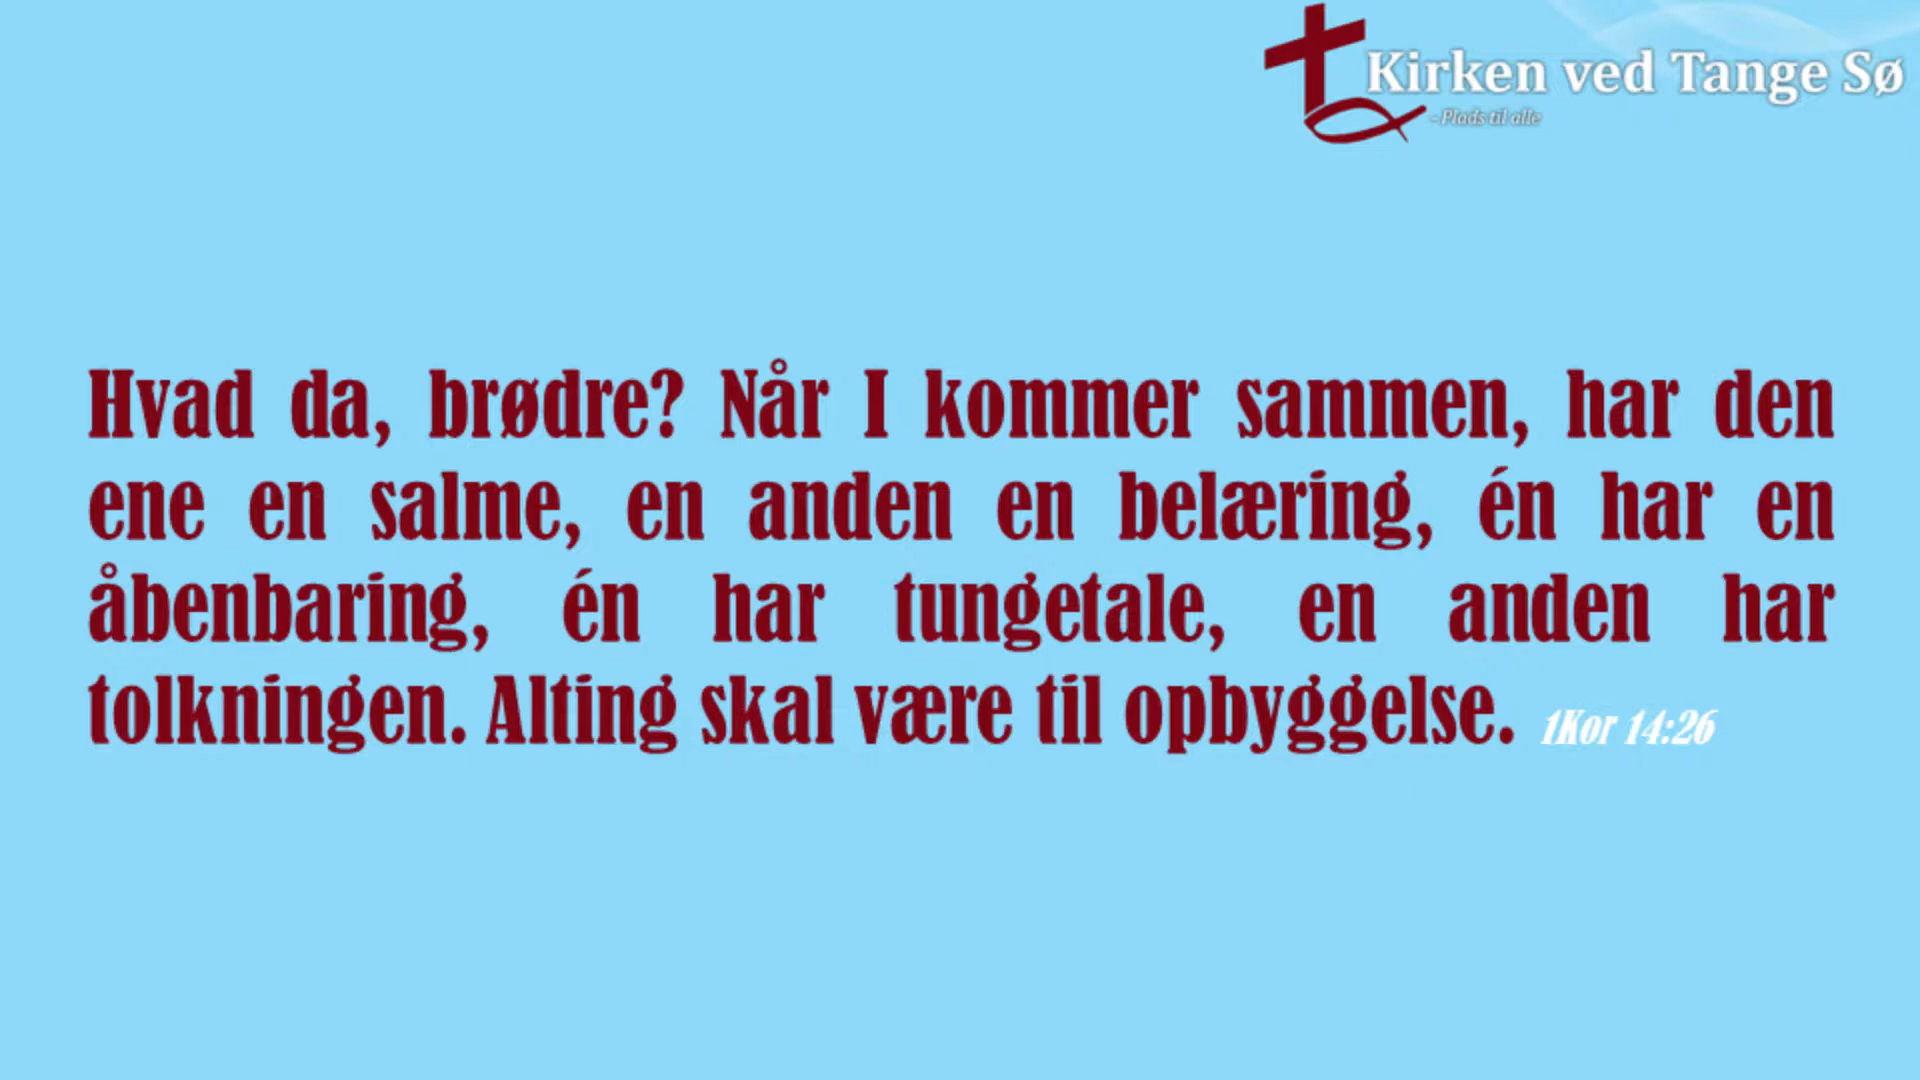 Kirken ved Tange Sø
- Plads til alle
Hvad da, brødre? Når I kommer sammen, har den
ene en salme, en anden en belæring, én har en
åbenbaring, én har tungetale, en anden har
tolkningen. Alting skal være til opbyggelse. 1Kor 14:26